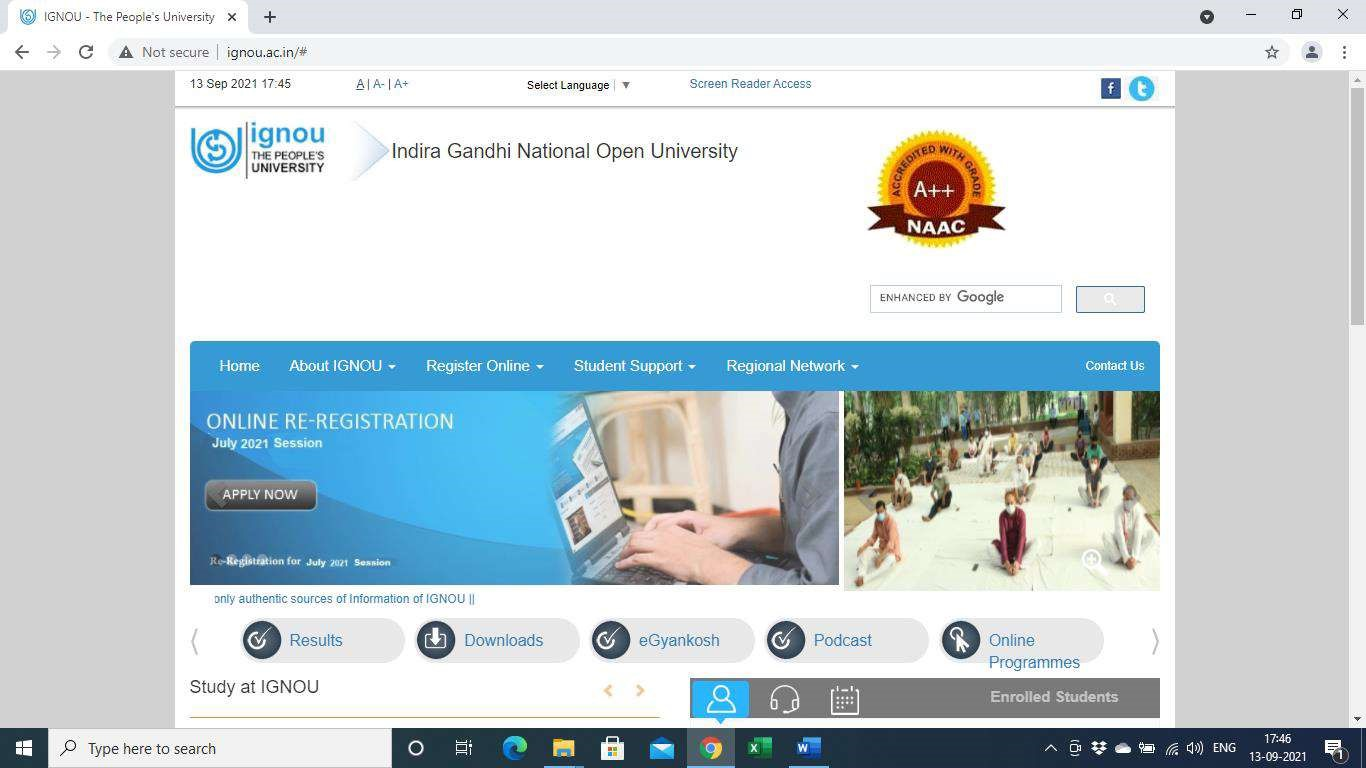 IGNOU - The People's University
Not secure
ignou.ac.in/#
13 Sep 2021 17:45
A | A- | A+
Select Language
Screen Reader Access
ignou
THE PEOPLE'S
UNIVERSITY
Indira Gandhi National Open University
ACCREDITED WITH GRADE
A++
NAAC
ENHANCED BY Google
Home
About IGNOU
Register Online
Student Support
Regional Network
Contact Us
ONLINE RE-REGISTRATION
July 2021 Session
APPLY NOW
Re-Registration for July 2021 Session
only authentic sources of Information of IGNOU ||
Results
Downloads
eGyankosh
Podcast
Online
Programmes
Study at IGNOU
Enrolled Students
Type here to search
ENG
17:46
13-09-2021
1